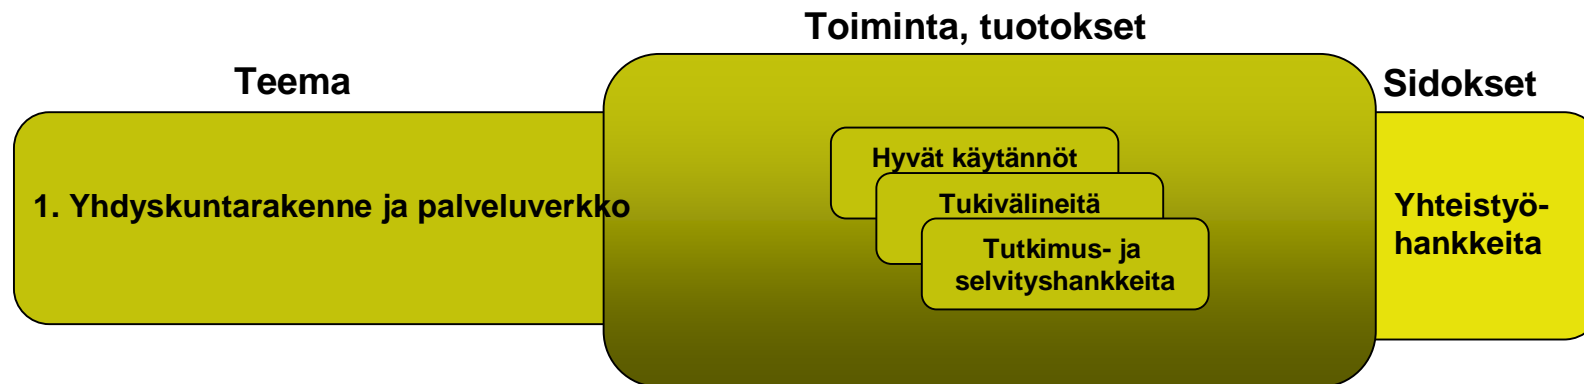 Toiminta, tuotokset
Teema
Sidokset
Hyvät käytännöt
1. Yhdyskuntarakenne ja palveluverkko
Tukivälineitä
Tutkimus- ja
selvityshankkeita
Yhteistyö-
hankkeita